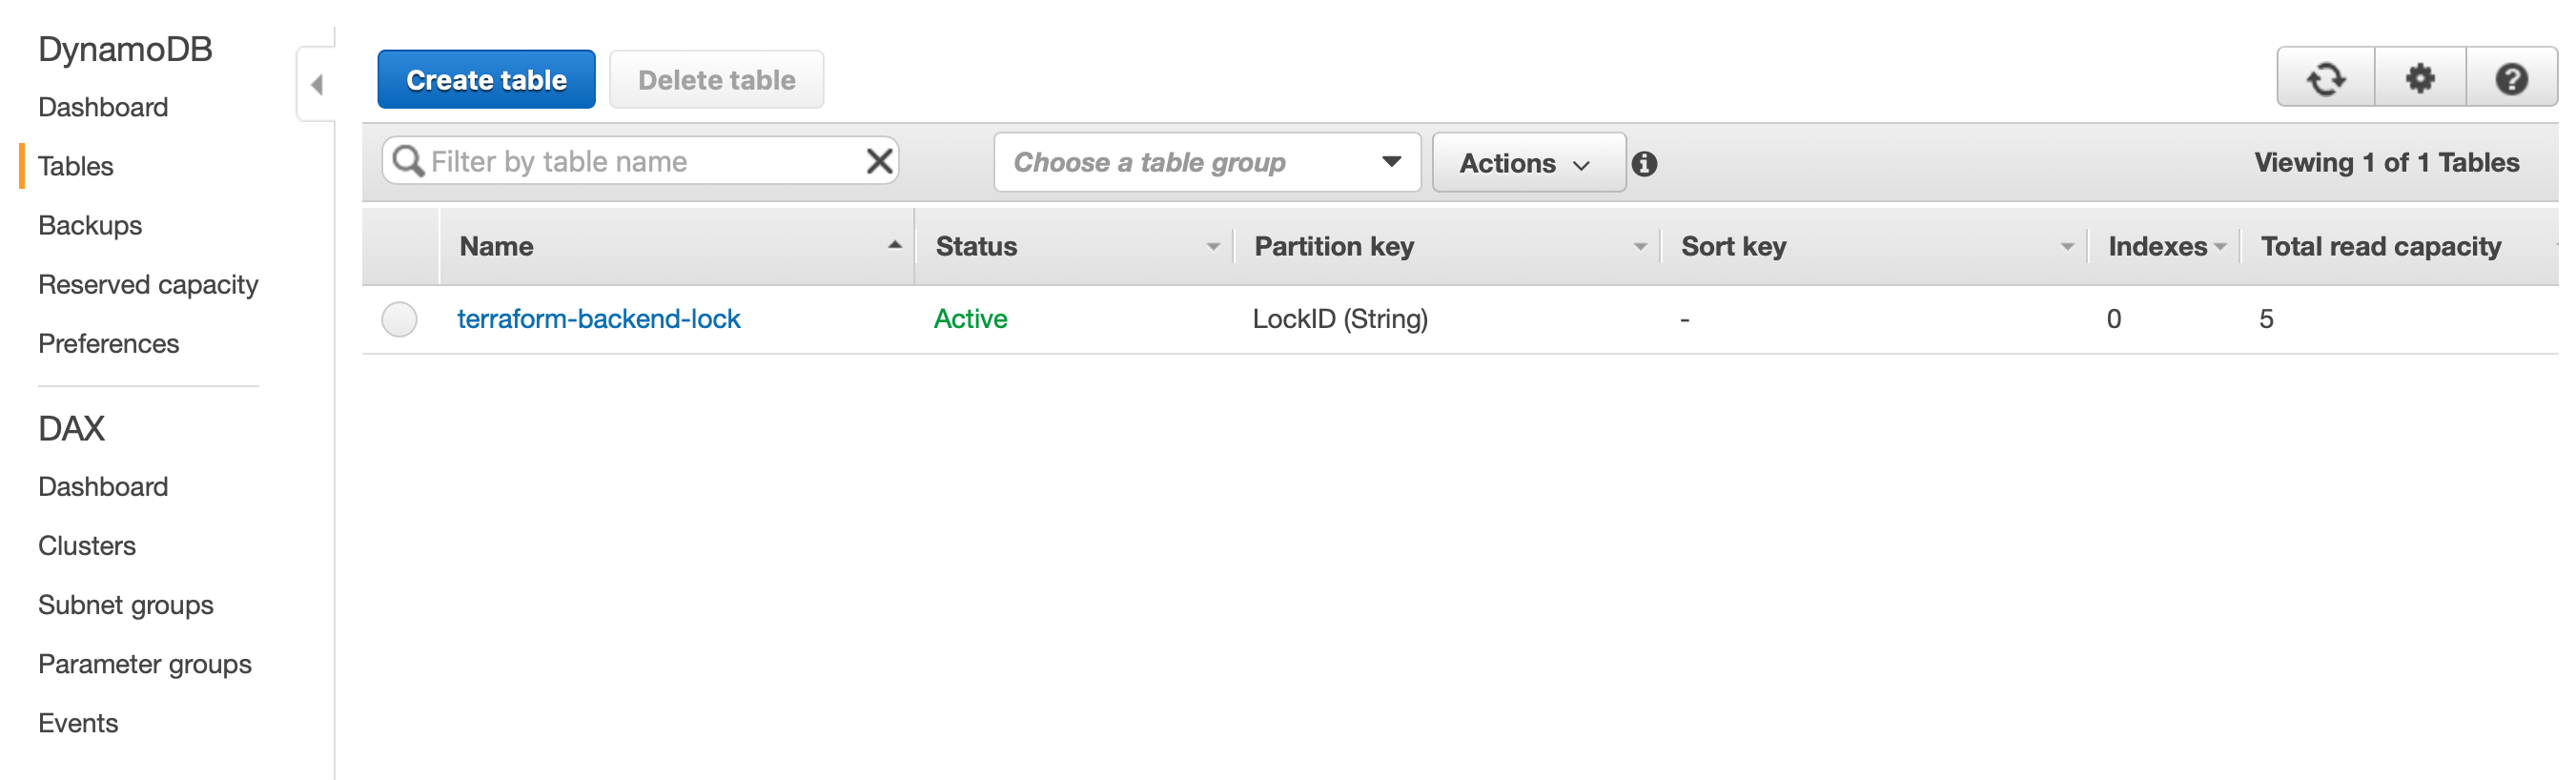 DynamoDB
Dashboard
Tables
Backups
Reserved capacity
Preferences
DAX
Dashboard
Clusters
Subnet groups
Parameter groups
Events
Create table Delete table
Filter by table name Choose a table group Actions Viewing 1 of 1 Tables
Name Status Partition key Sort key Indexes Total read capacity
terraform-backend-lock Active LockID (String) - 0 5